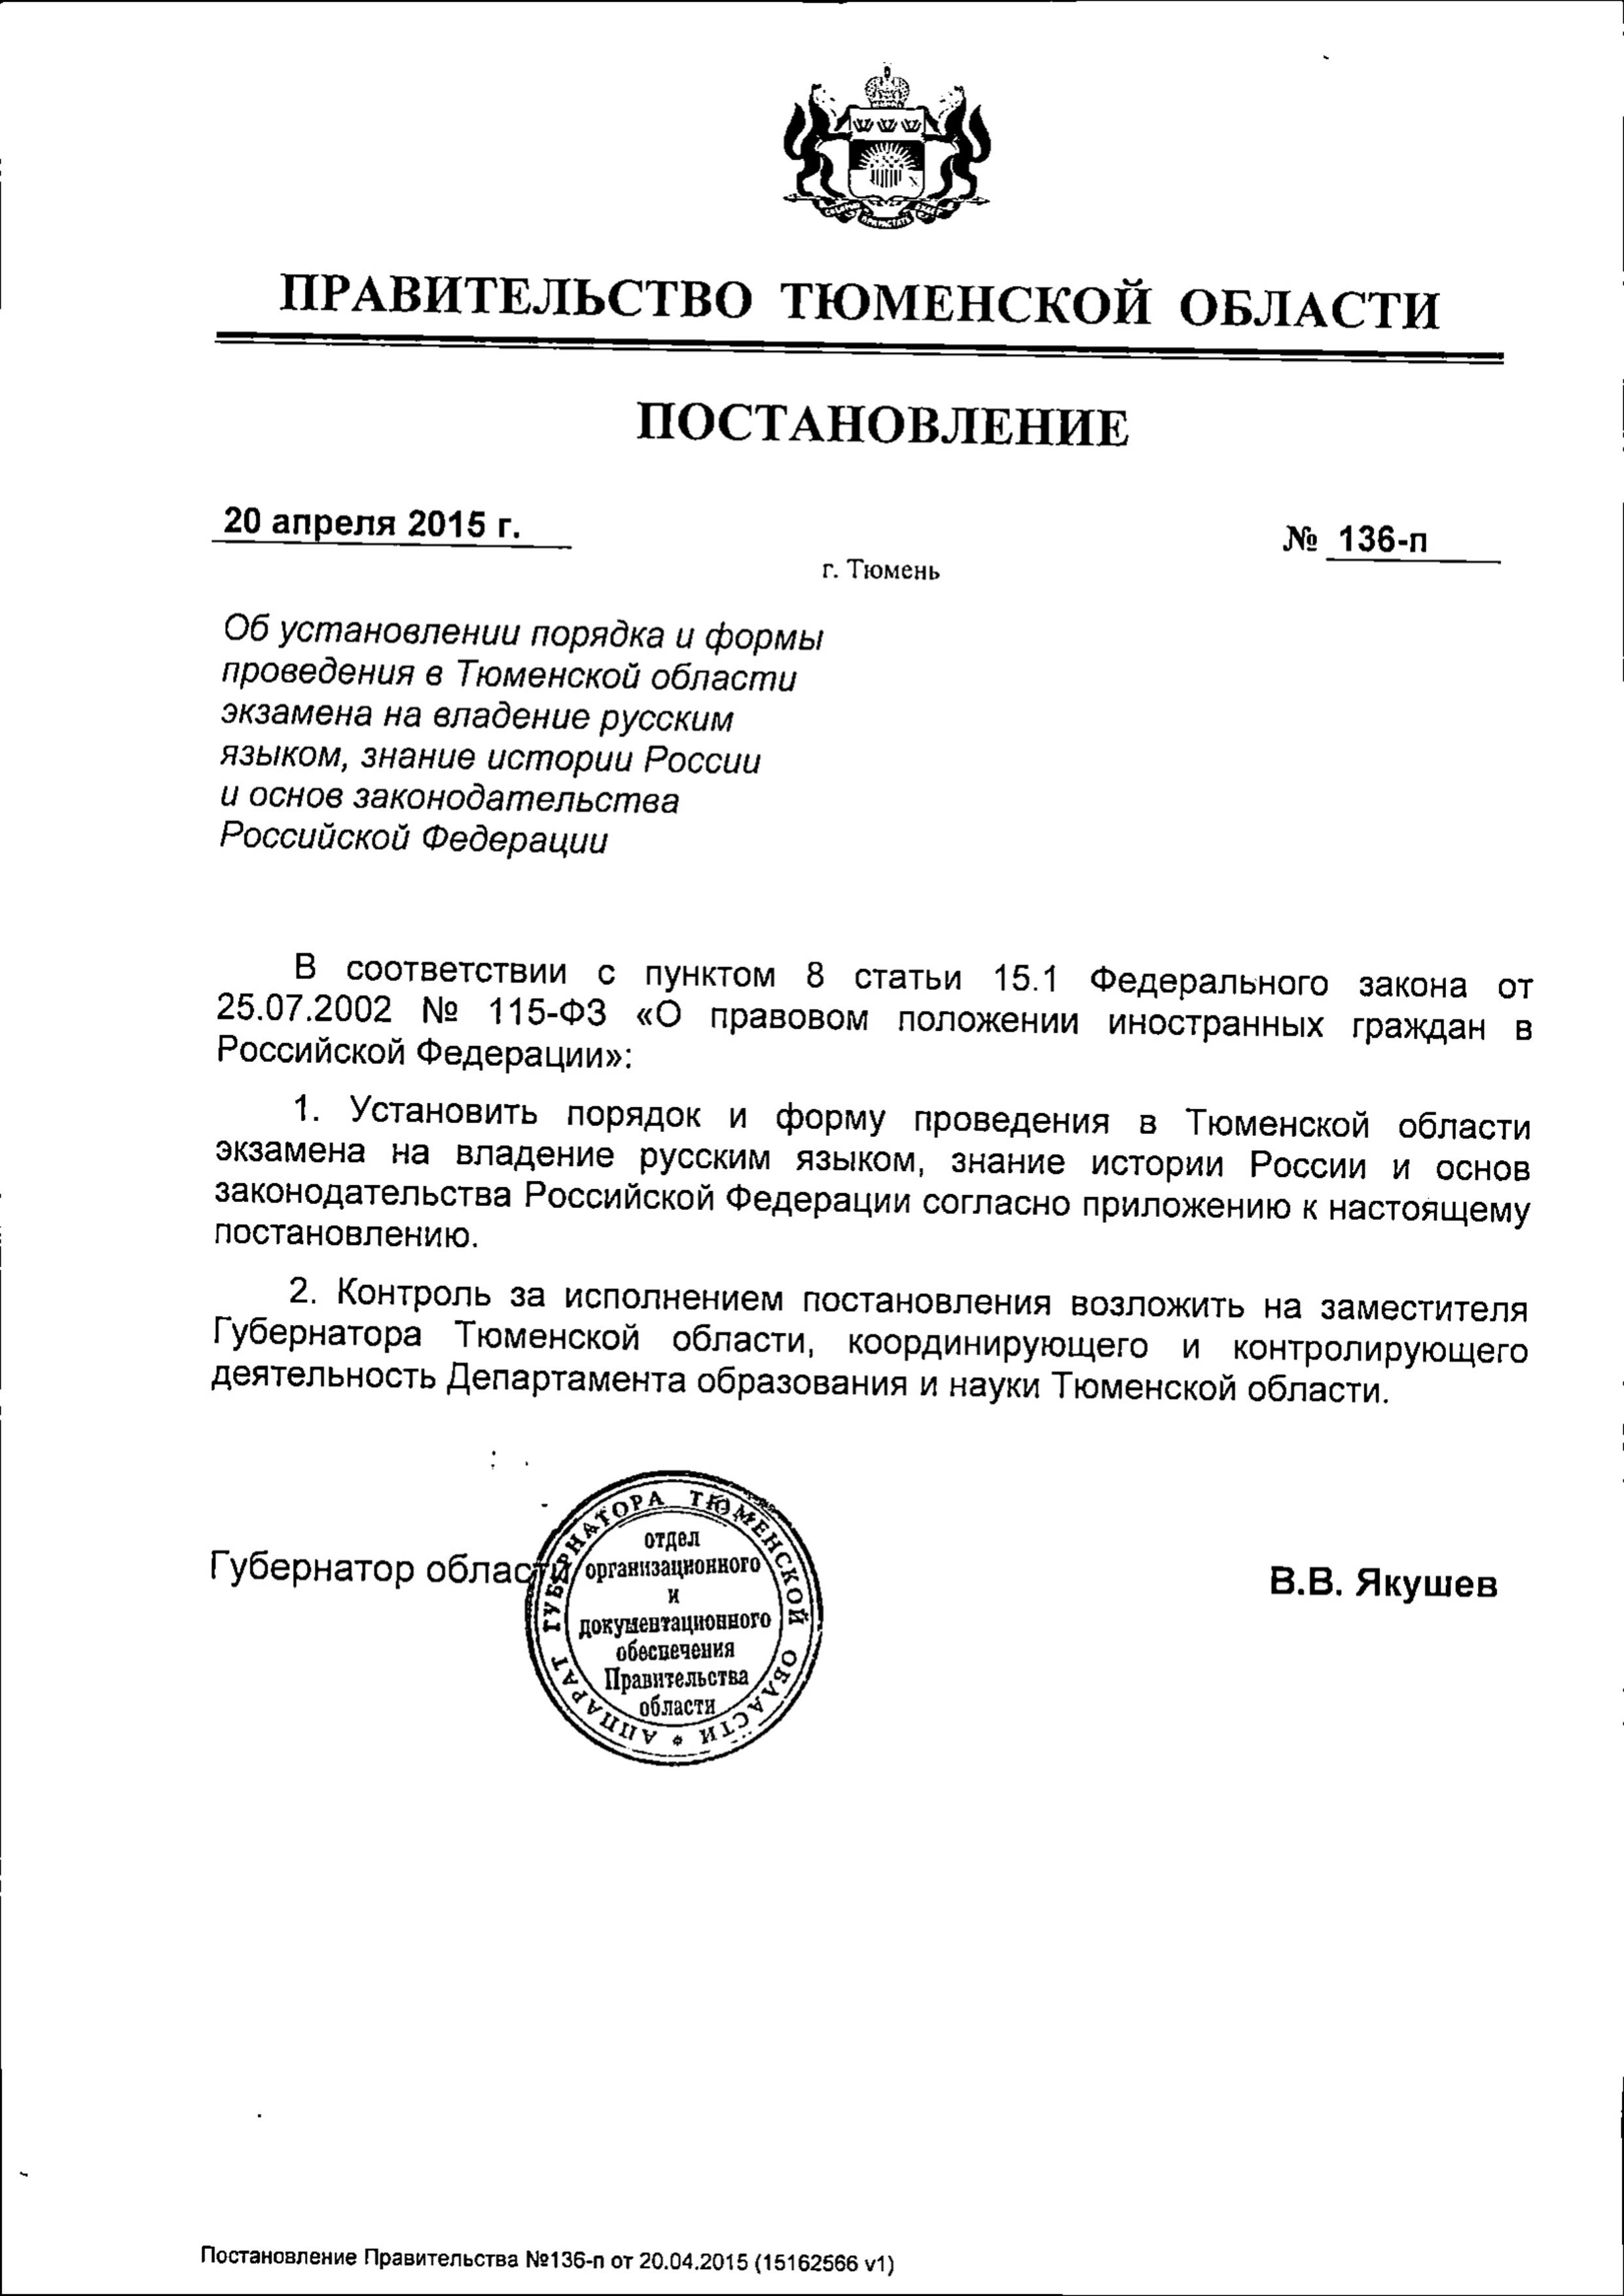 ПРАВИТЕЛЬСТВО ТЮМЕНСКОЙ ОБЛАСТИ
ПОСТАНОВЛЕНИЕ
20 апреля 2015 г.
№ 136-п
г. Тюмень
Об установлении порядка и формы
проведения в Тюменской области
экзамена на владение русским
языком, знание истории России
и основ законодательства
Российской Федерации
В соответствии с пунктом 8 статьи 15.1 Федерального закона от
25.07.2002 № 115-ФЗ «О правовом положении иностранных граждан в
Российской Федерации»:
1. Установить порядок и форму проведения в Тюменской области
экзамена на владение русским языком, знание истории России и основ
законодательства Российской Федерации согласно приложению к настоящему
постановлению.
2. Контроль за исполнением постановления возложить на заместителя
Губернатора Тюменской области, координирующего и контролирующего
деятельность Департамента образования и науки Тюменской области.
Губернатор области
В.В. Якушев
АППАРАТ ГУБЕРНАТОРА ТЮМЕНСКОЙ ОБЛАСТИ
отдел
организационного
и
документационного
обеспечения
Правительства
области
Постановление Правительства №136-п от 20.04.2015 (15162566 v1)